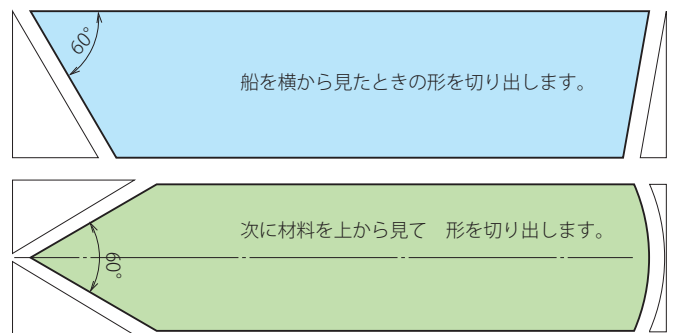 60°
船を横から見たときの形を切り出します。
次に材料を上から見て　形を切り出します。
60°